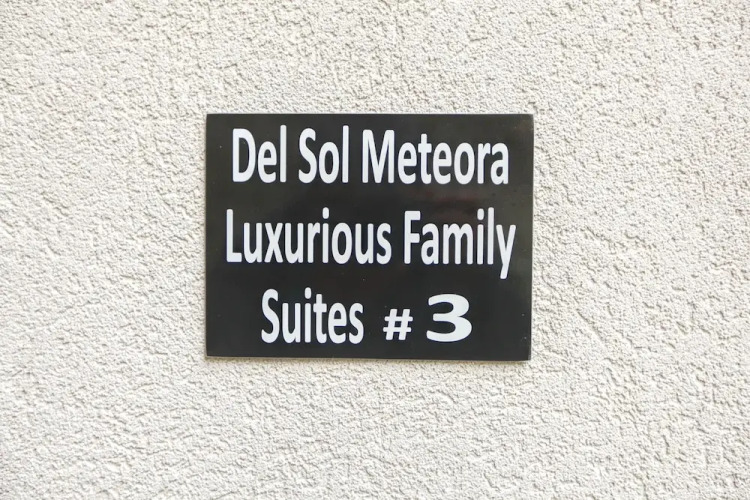 Del Sol Meteora
Luxurious Family
Suites # 3